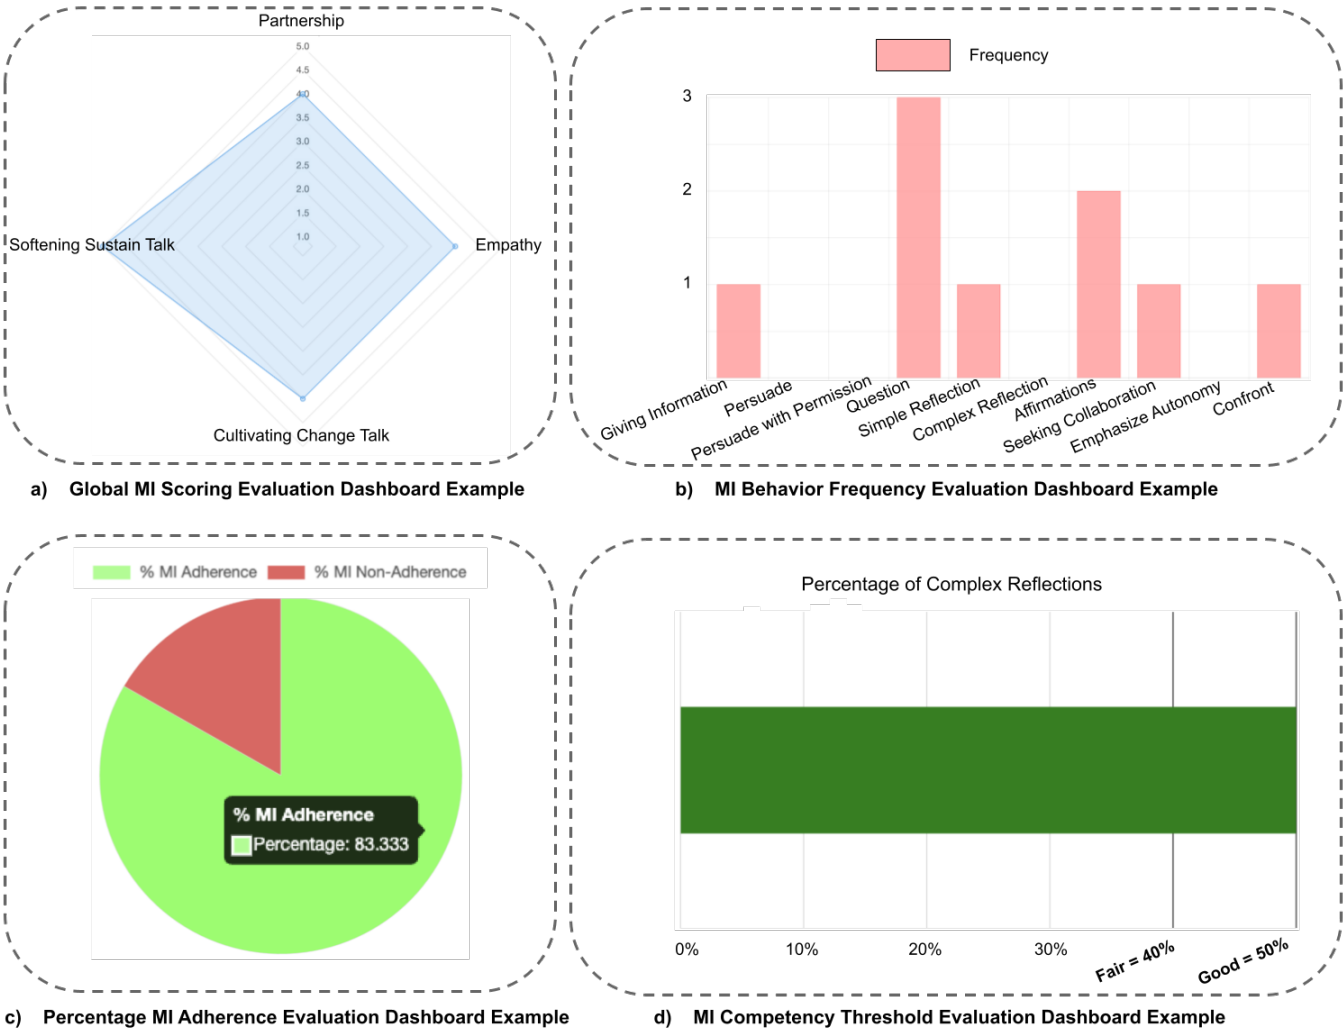 Partnership
5.0
4.5
4.0
3.5
3.0
2.5
2.0
1.5
1.0
Softening Sustain Talk
Empathy
Cultivating Change Talk
a) Global MI Scoring Evaluation Dashboard Example
Frequency
3
2
1
Giving Information
Persuade
Persuade with Permission
Question
Simple Reflection
Complex Reflection
Affirmations
Seeking Collaboration
Emphasize Autonomy
Confront
b) MI Behavior Frequency Evaluation Dashboard Example
% MI Adherence % MI Non-Adherence
% MI Adherence
Percentage: 83.333
c) Percentage MI Adherence Evaluation Dashboard Example
Percentage of Complex Reflections
0% 10% 20% 30% Fair = 40% Good = 50%
d) MI Competency Threshold Evaluation Dashboard Example